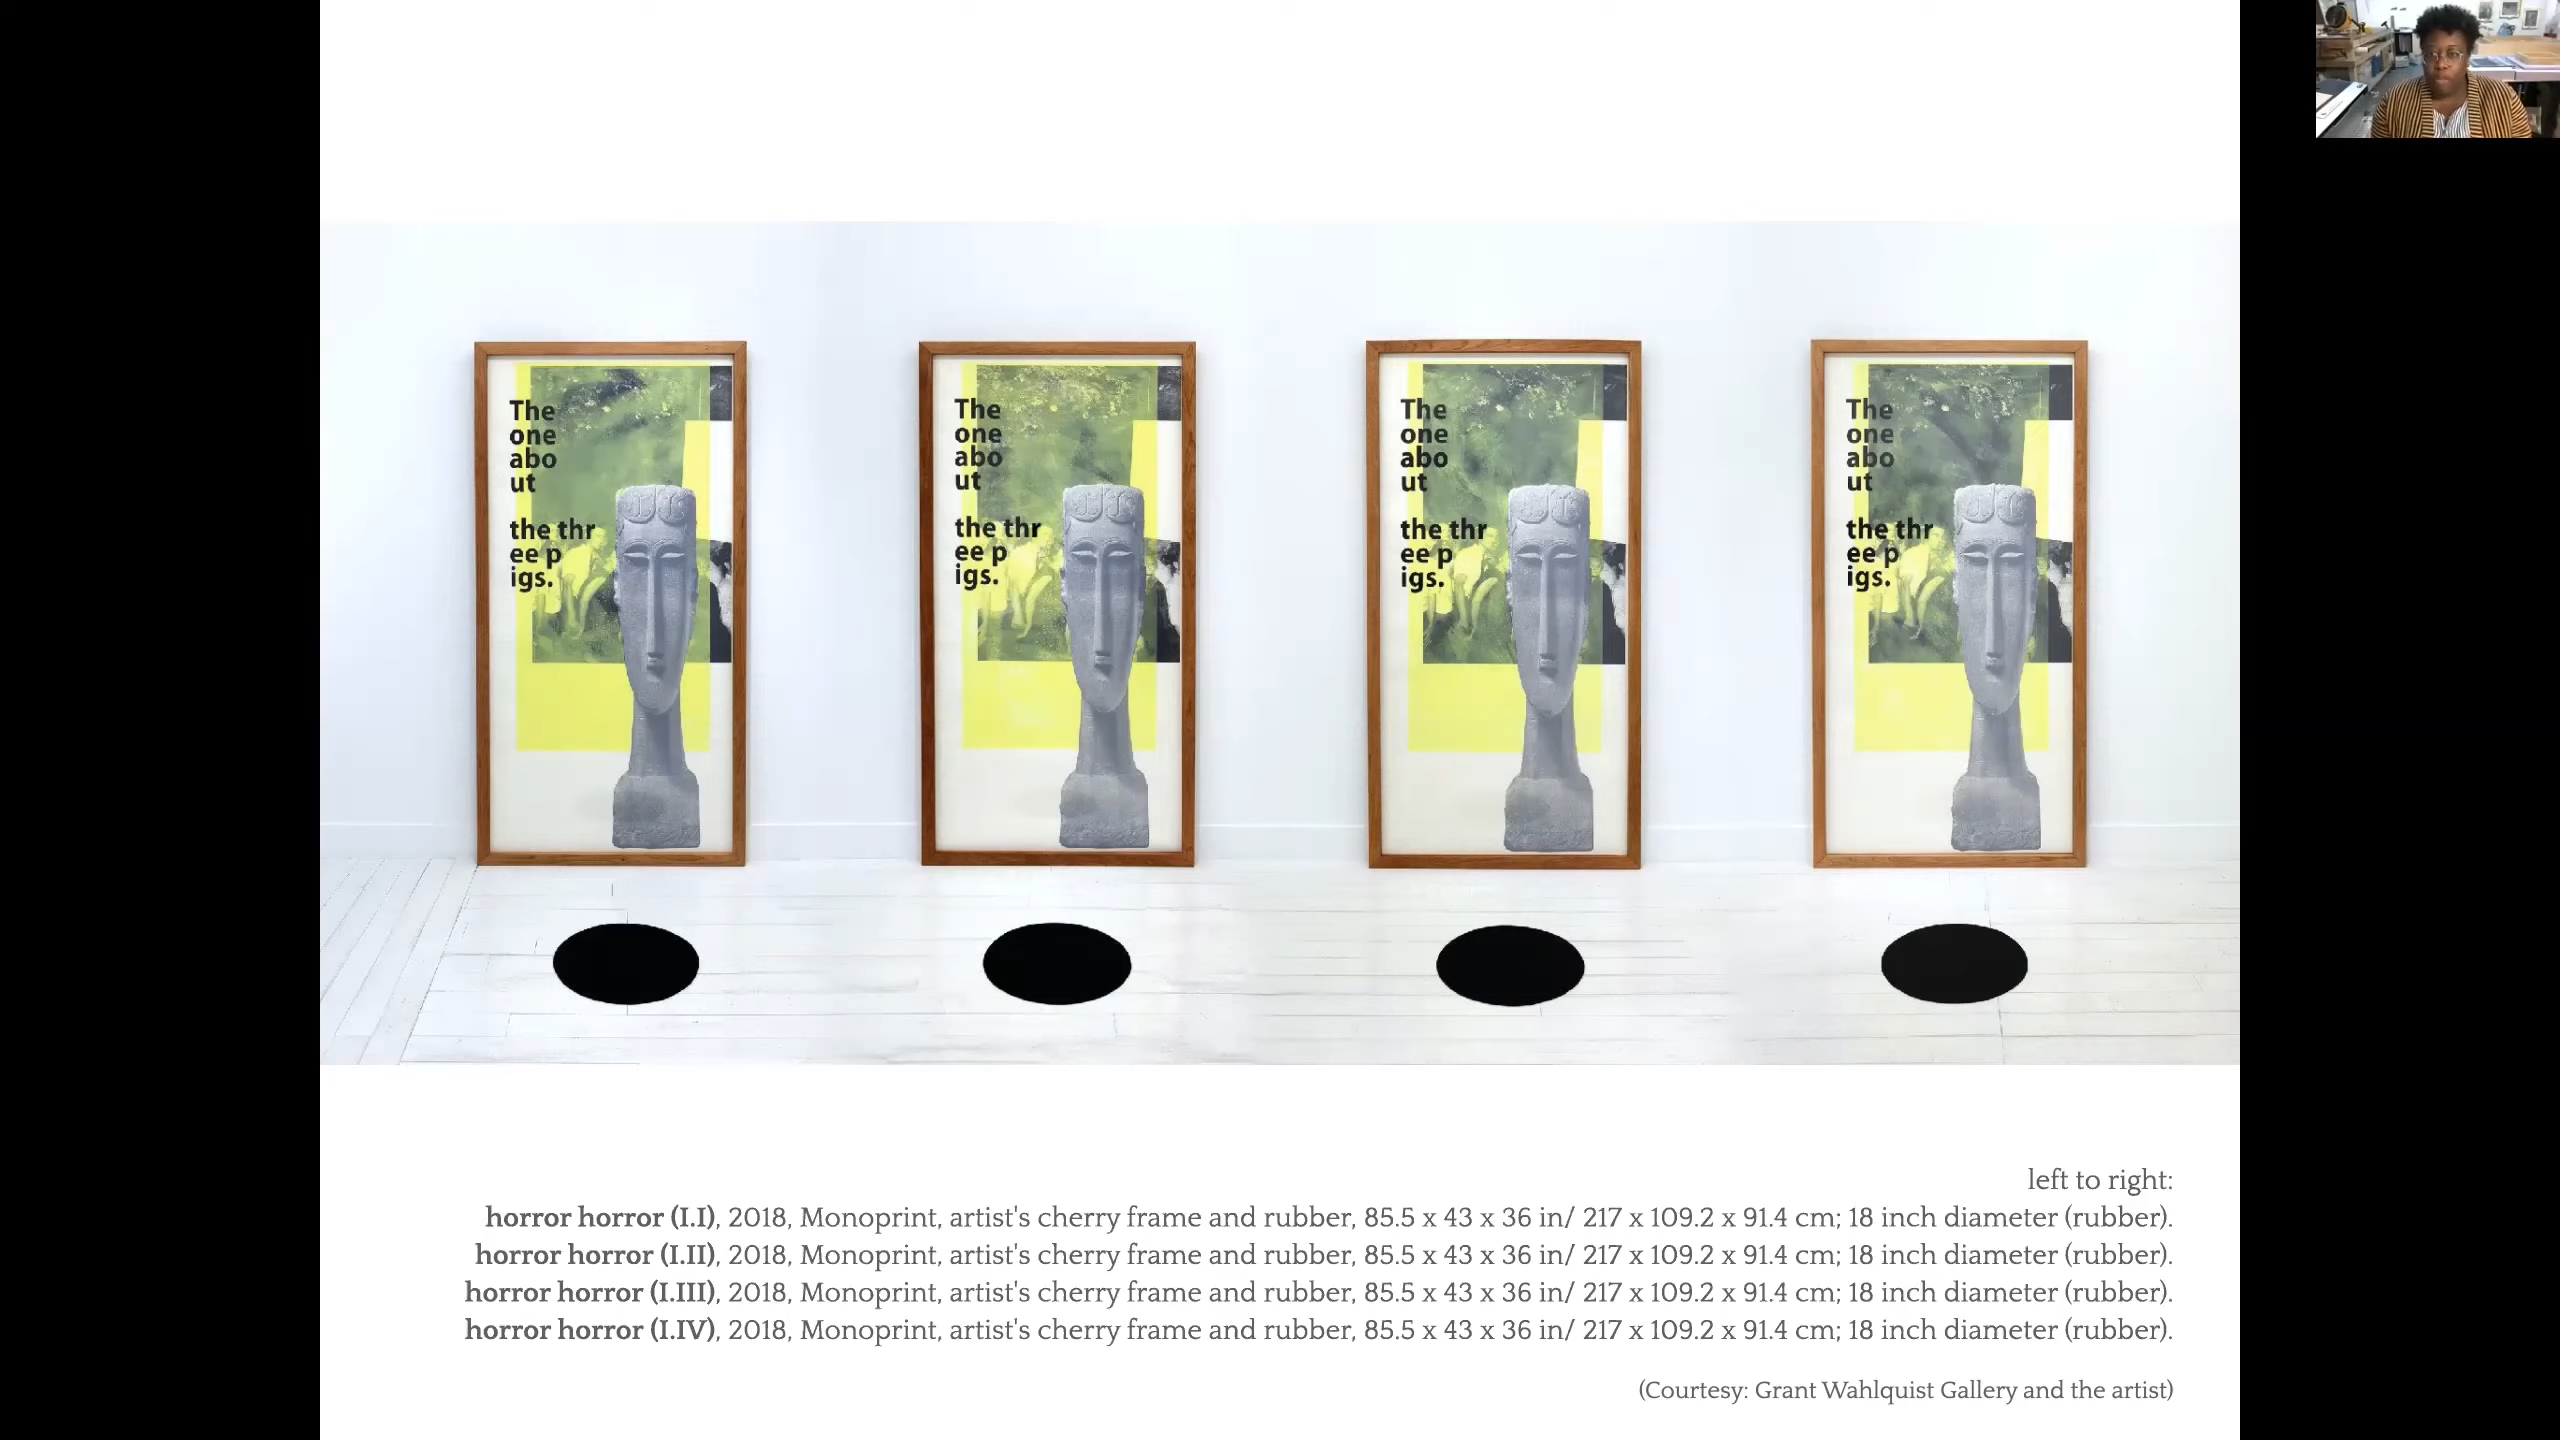 The
one
abo
ut
the thr
ee p
igs.
The
one
abo
ut
the thr
ee p
igs.
The
one
abo
ut
the thr
ee p
igs.
The
one
abo
ut
the thr
ee p
igs.
left to right:
horror horror (I.I), 2018, Monoprint, artist's cherry frame and rubber, 85.5 x 43 x 36 in/ 217 x 109.2 x 91.4 cm; 18 inch diameter (rubber).
horror horror (I.II), 2018, Monoprint, artist's cherry frame and rubber, 85.5 x 43 x 36 in/ 217 x 109.2 x 91.4 cm; 18 inch diameter (rubber).
horror horror (I.III), 2018, Monoprint, artist's cherry frame and rubber, 85.5 x 43 x 36 in/ 217 x 109.2 x 91.4 cm; 18 inch diameter (rubber).
horror horror (I.IV), 2018, Monoprint, artist's cherry frame and rubber, 85.5 x 43 x 36 in/ 217 x 109.2 x 91.4 cm; 18 inch diameter (rubber).
(Courtesy: Grant Wahlquist Gallery and the artist)